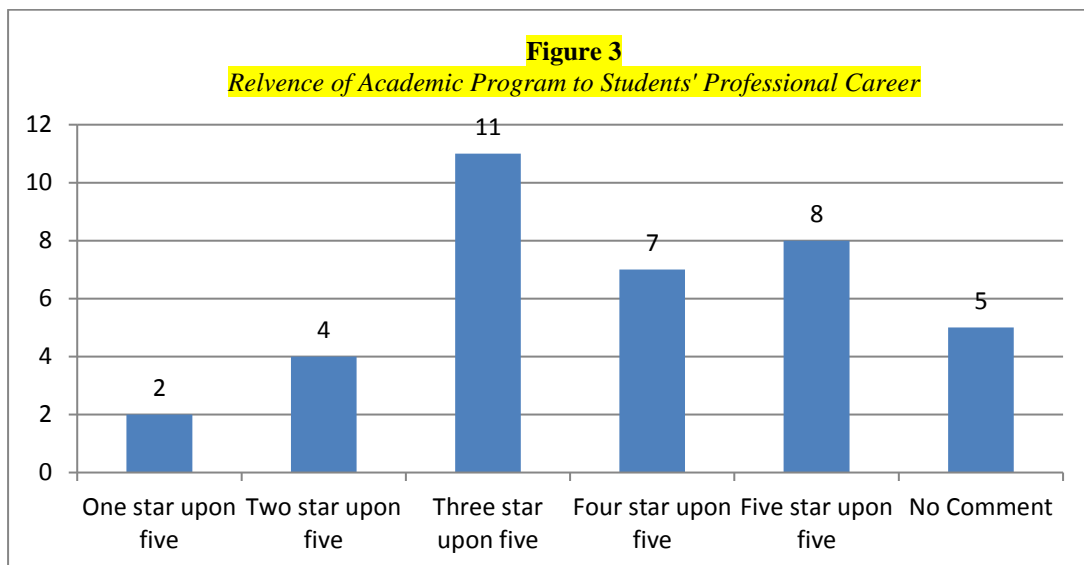 Figure 3
Relvence of Academic Program to Students' Professional Career
12
10
8
6
4
2
0
2
4
11
7
8
5
One star upon five
Two star upon five
Three star upon five
Four star upon five
Five star upon five
No Comment